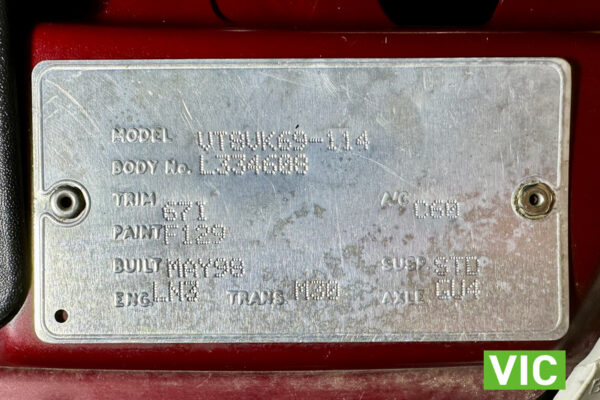 MODEL VT8VK69-114
BODY No. L334608
TRIM 671 A/C C60
PAINT F129
BUILT MAY98 SUSP STD
ENG LM3 TRANS M30 AXLE GU4
VIC